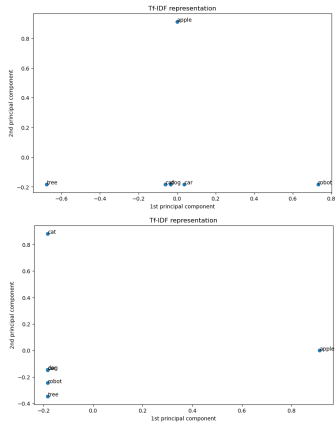 Tf-IDF representation
apple
0.8
0.6
0.4
0.2
0.0
−0.2
2nd principal component
tree
dog
car
robot
−0.6
−0.4
−0.2
0.0
0.2
0.4
0.6
0.8
1st principal component
Tf-IDF representation
cat
0.8
0.6
0.4
0.2
0.0
−0.2
−0.4
2nd principal component
apple
dog
robot
tree
−0.2
0.0
0.2
0.4
0.6
0.8
1st principal component